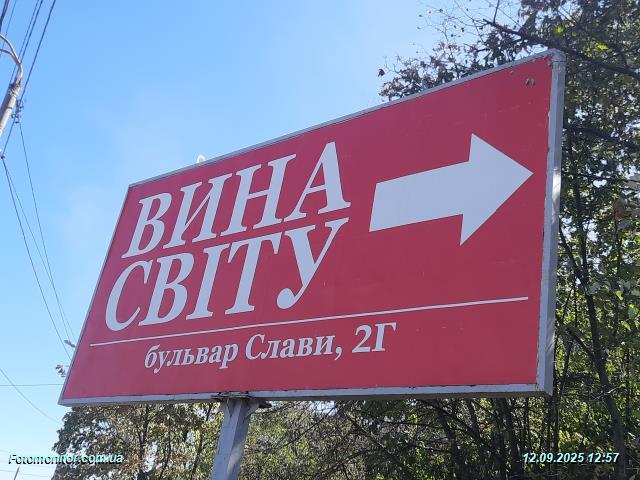 ВИНА
СВІТУ
бульвар Слави, 2Г
Fotomonitor.com.ua
12.09.2025 12:57